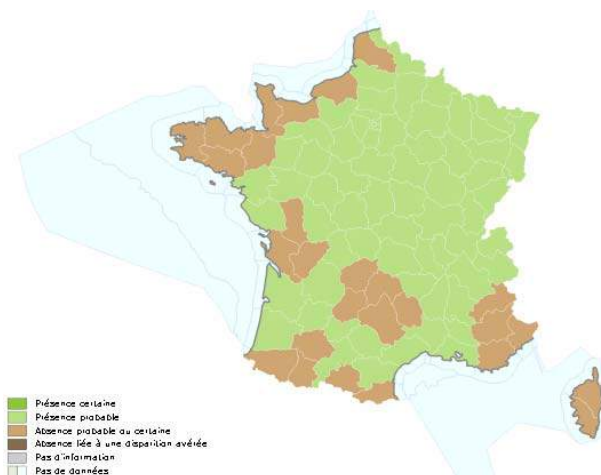 Présence certaine
Présence probable
Absence probable ou certaine
Absence liée à une disparition avérée
Pas d'information
Pas de données